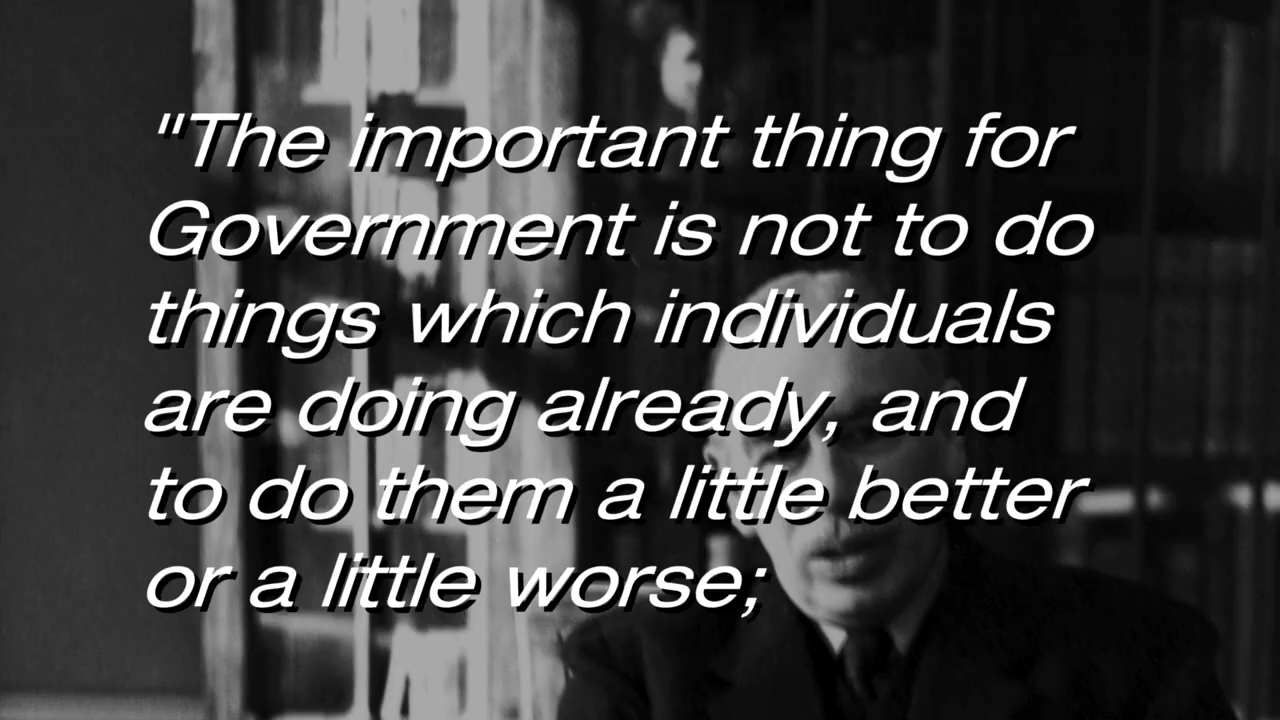 "The important thing for
Government is not to do
things which individuals
are doing already, and
to do them a little better
or a little worse;